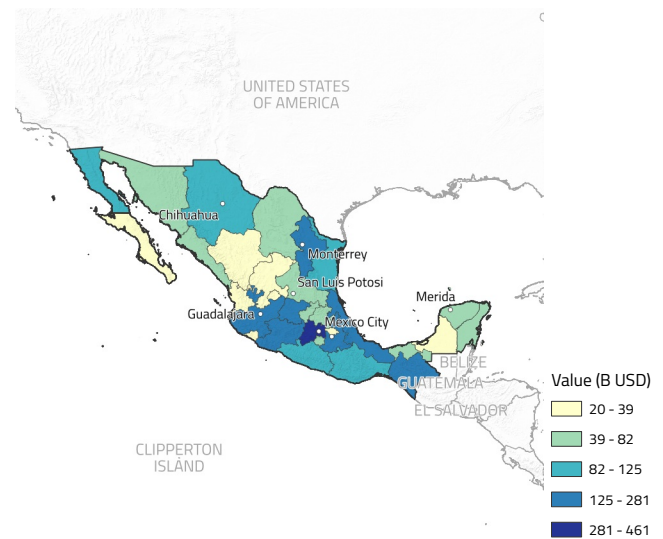 UNITED STATES
OF AMERICA
Chihuahua
Monterrey
San Luis Potosi
Merida
Guadalajara
Mexico City
BELIZE
GUATEMALA
EL SALVADOR
CLIPPERTON
ISLAND
Value (B USD)
20 - 39
39 - 82
82 - 125
125 - 281
281 - 461